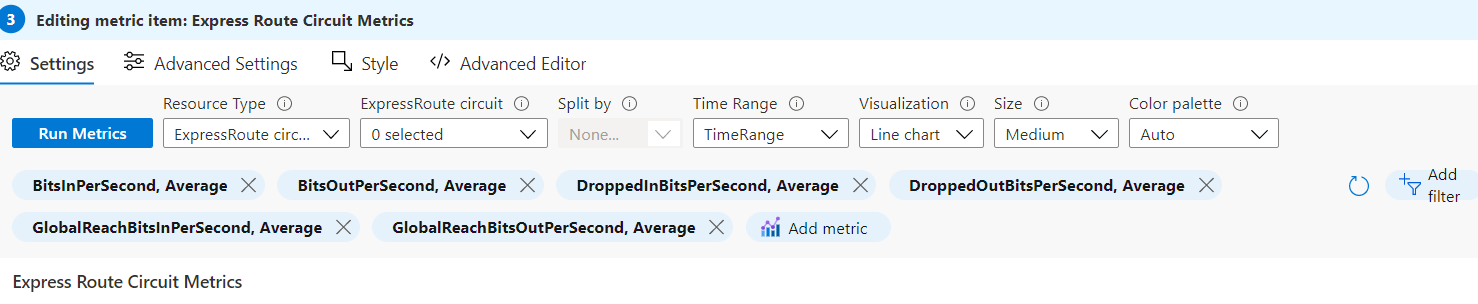 3 Editing metric item: Express Route Circuit Metrics
Settings Advanced Settings Style </> Advanced Editor
Resource Type ExpressRoute circuit Split by Time Range Visualization Size Color palette
Run Metrics ExpressRoute circ... 0 selected None... TimeRange Line chart Medium Auto
BitsInPerSecond, Average BitsOutPerSecond, Average DroppedInBitsPerSecond, Average DroppedOutBitsPerSecond, Average Add
filter
GlobalReachBitsInPerSecond, Average GlobalReachBitsOutPerSecond, Average Add metric
Express Route Circuit Metrics